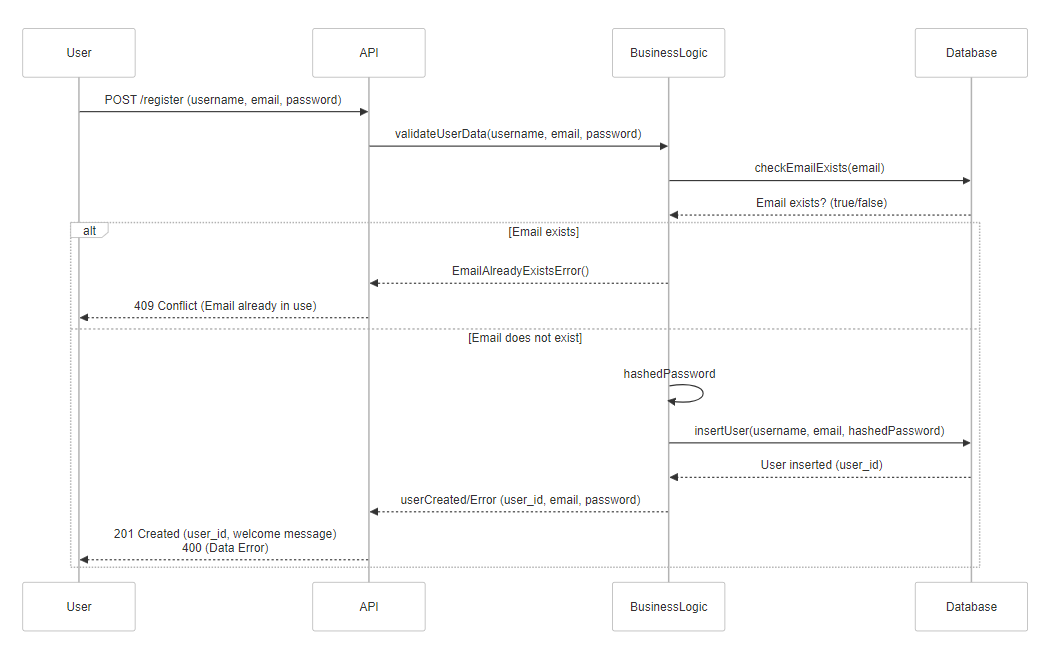 User
API
BusinessLogic
Database
POST /register (username, email, password)
validateUserData(username, email, password)
checkEmailExists(email)
Email exists? (true/false)
alt
[Email exists]
EmailAlreadyExistsError()
409 Conflict (Email already in use)
[Email does not exist]
hashedPassword
insertUser(username, email, hashedPassword)
User inserted (user_id)
userCreated/Error (user_id, email, password)
201 Created (user_id, welcome message)
400 (Data Error)
User
API
BusinessLogic
Database